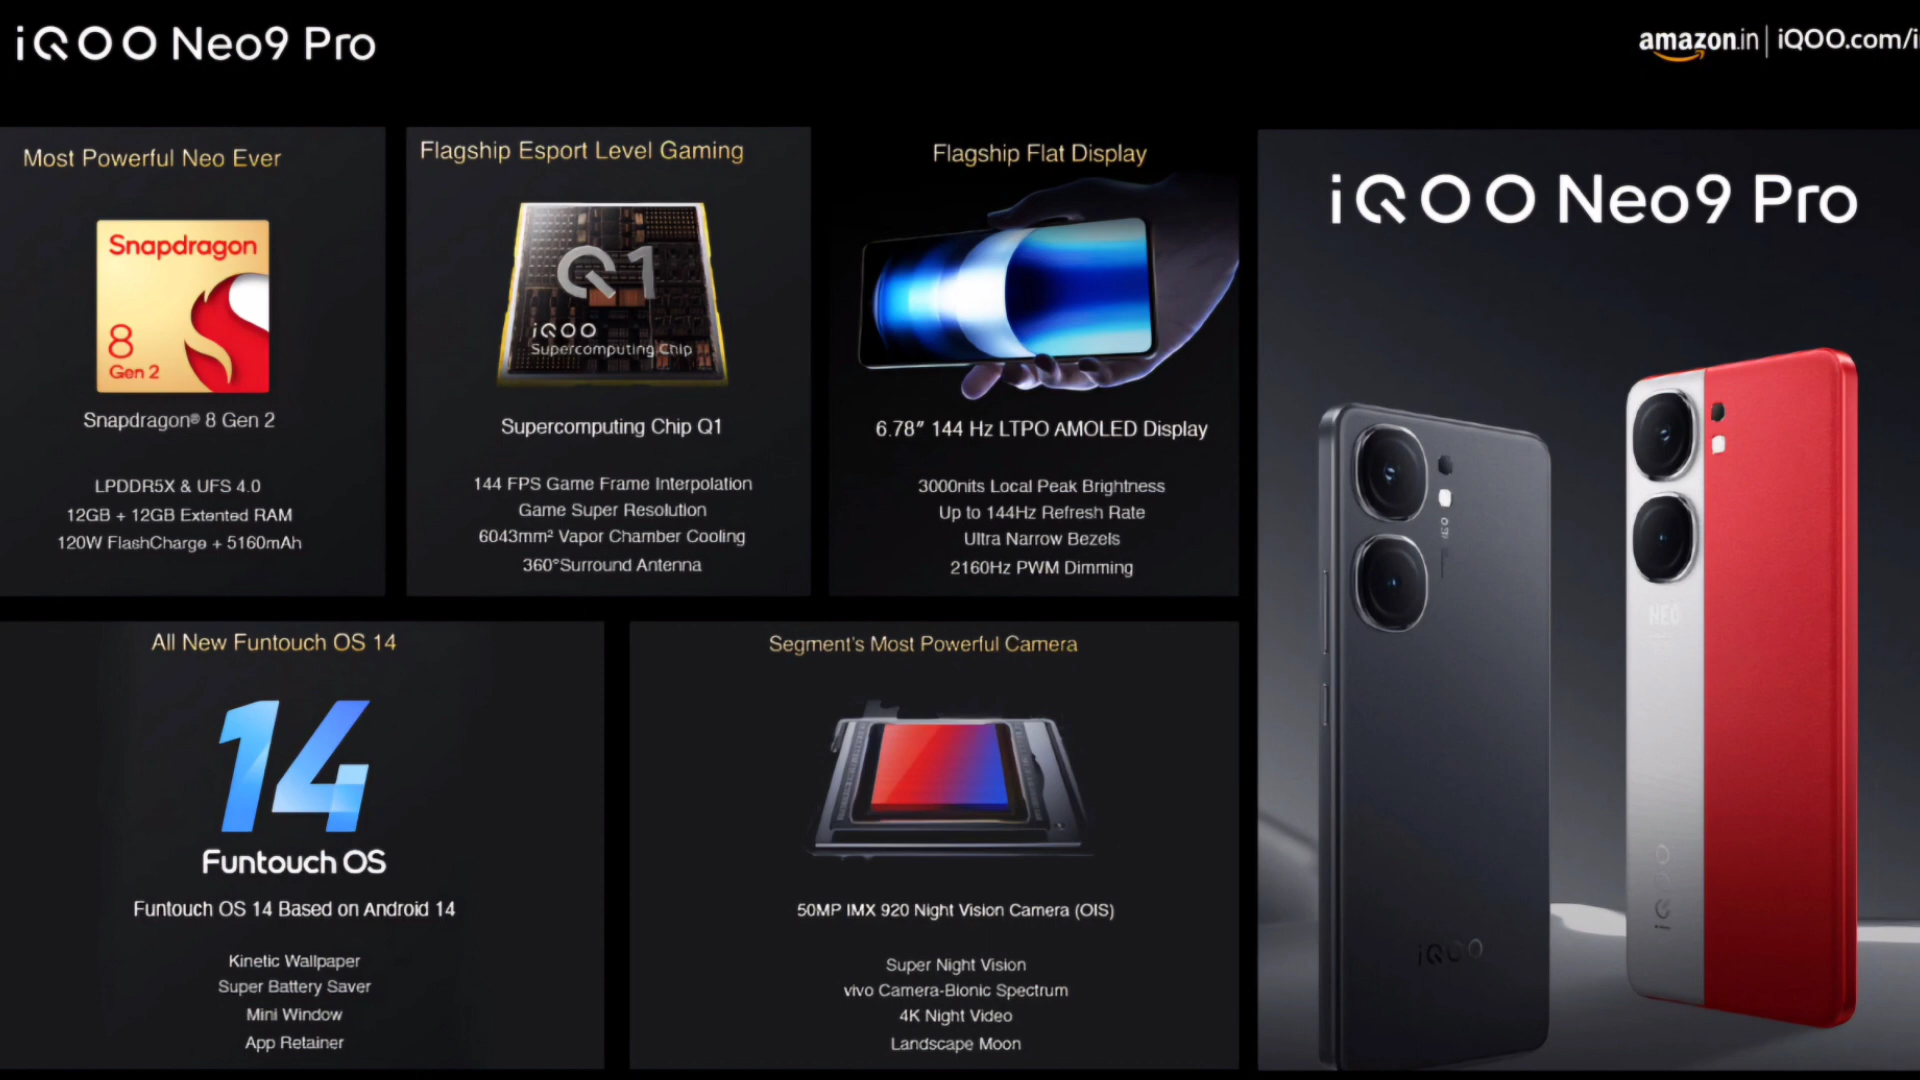 iQOO Neo9 Pro
amazon.in | iQOO.com/i
Most Powerful Neo Ever
Snapdragon
8
Gen 2
Snapdragon® 8 Gen 2
LPDDR5X & UFS 4.0
12GB + 12GB Extented RAM
120W FlashCharge + 5160mAh
Flagship Esport Level Gaming
Q1
iQOO
Supercomputing Chip
Supercomputing Chip Q1
144 FPS Game Frame Interpolation
Game Super Resolution
6043mm² Vapor Chamber Cooling
360°Surround Antenna
Flagship Flat Display
6.78″ 144 Hz LTPO AMOLED Display
3000nits Local Peak Brightness
Up to 144Hz Refresh Rate
Ultra Narrow Bezels
2160Hz PWM Dimming
iQOO Neo9 Pro
NEO
iQOO
iQOO
All New Funtouch OS 14
14
Funtouch OS
Funtouch OS 14 Based on Android 14
Kinetic Wallpaper
Super Battery Saver
Mini Window
App Retainer
Segment's Most Powerful Camera
50MP IMX 920 Night Vision Camera (OIS)
Super Night Vision
vivo Camera-Bionic Spectrum
4K Night Video
Landscape Moon